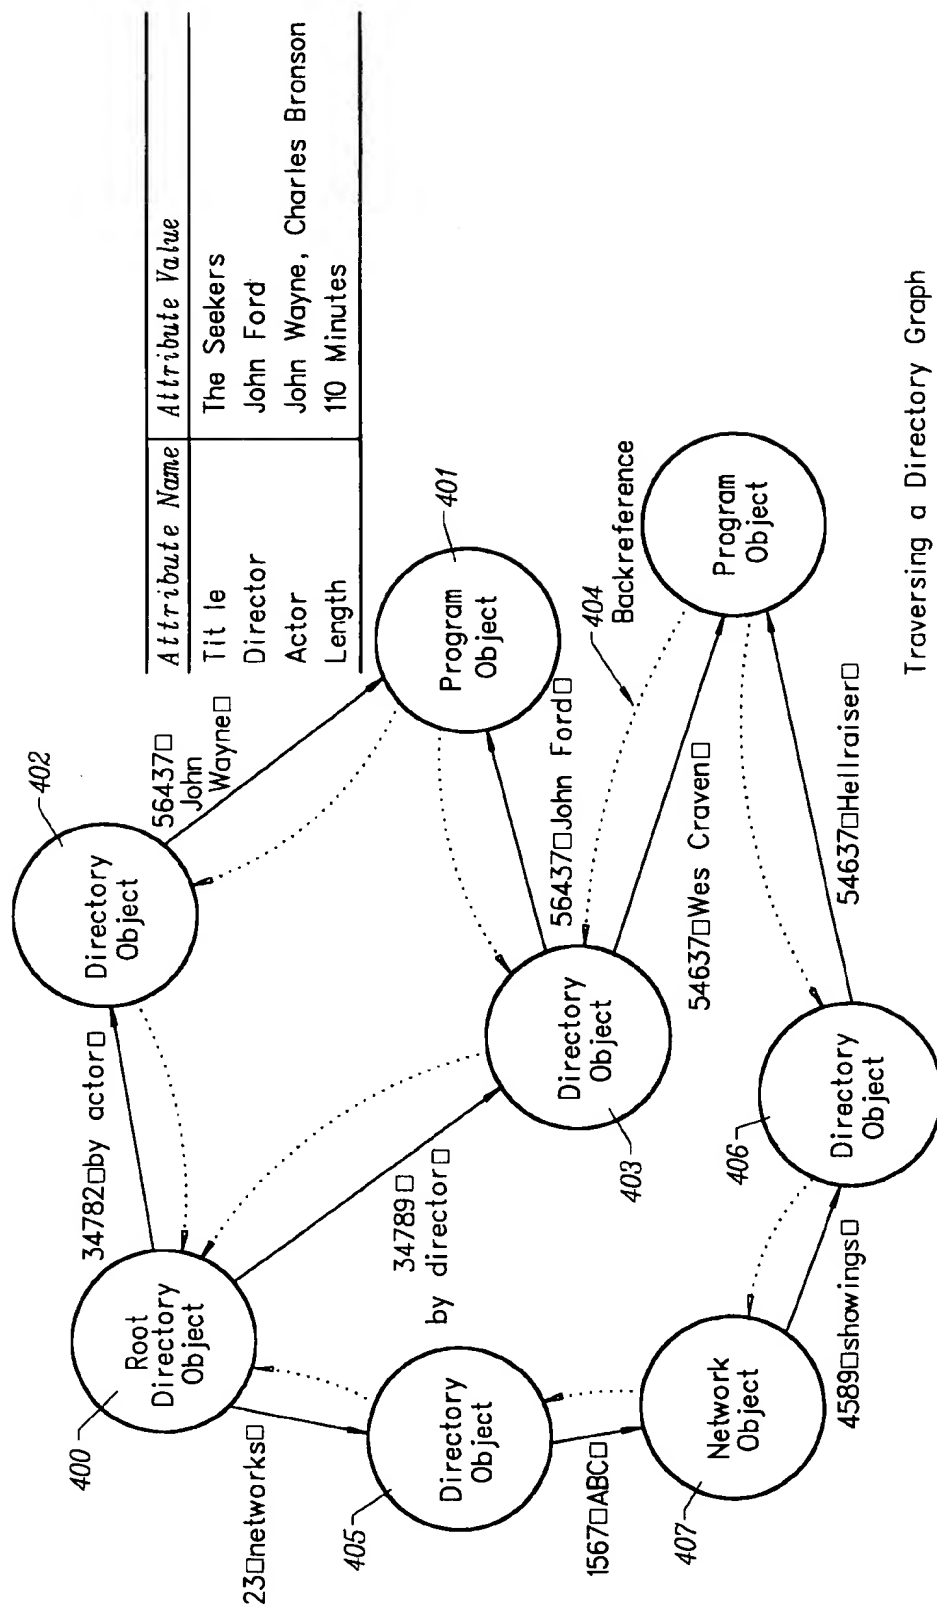 Attribute Name Attribute Value
Tit le The Seekers
Director John Ford
Actor John Wayne, Charles Bronson
Length 110 Minutes
402
Directory
Object
56437□
John
Wayne□
34782□by actor□
401
Program
Object
400
Root
Directory
Object
34789□
by director□
403
Directory
Object
56437□John Ford□
404
Backreference
Program
Object
54637□Wes Craven□
23□networks□
405
Directory
Object
1567□ABC□
407
Network
Object
4589□showings□
406
Directory
Object
54637□Hellraiser□
Traversing a Directory Graph